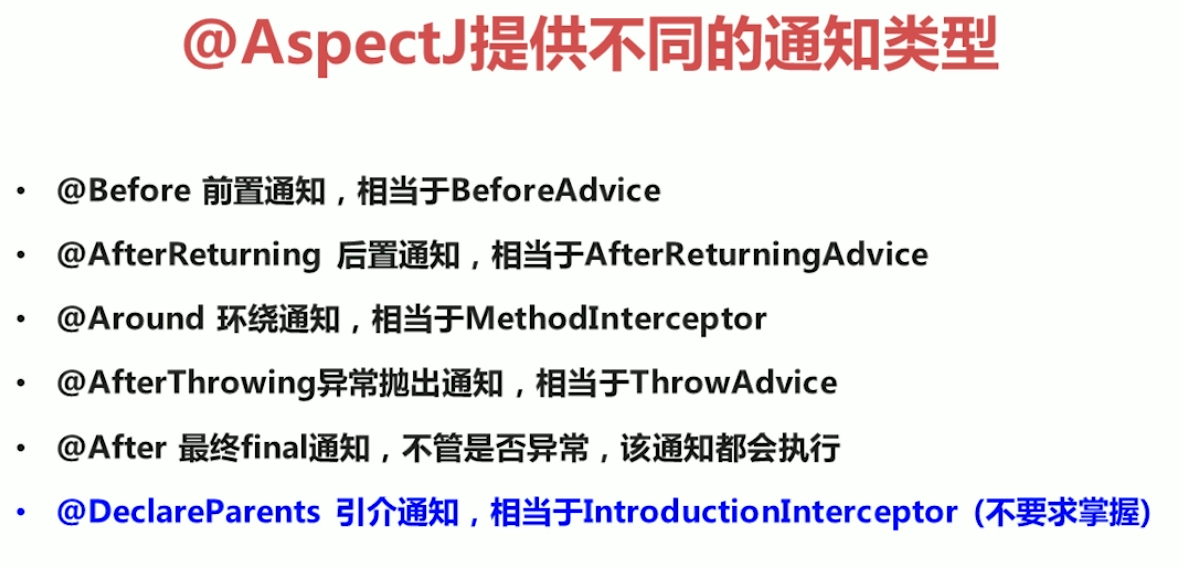 @AspectJ提供不同的通知类型
• @Before 前置通知，相当于BeforeAdvice
• @AfterReturning 后置通知，相当于AfterReturningAdvice
• @Around 环绕通知，相当于MethodInterceptor
• @AfterThrowing异常抛出通知，相当于ThrowAdvice
• @After 最终final通知，不管是否异常，该通知都会执行
• @DeclareParents 引介通知，相当于IntroductionInterceptor (不要求掌握)